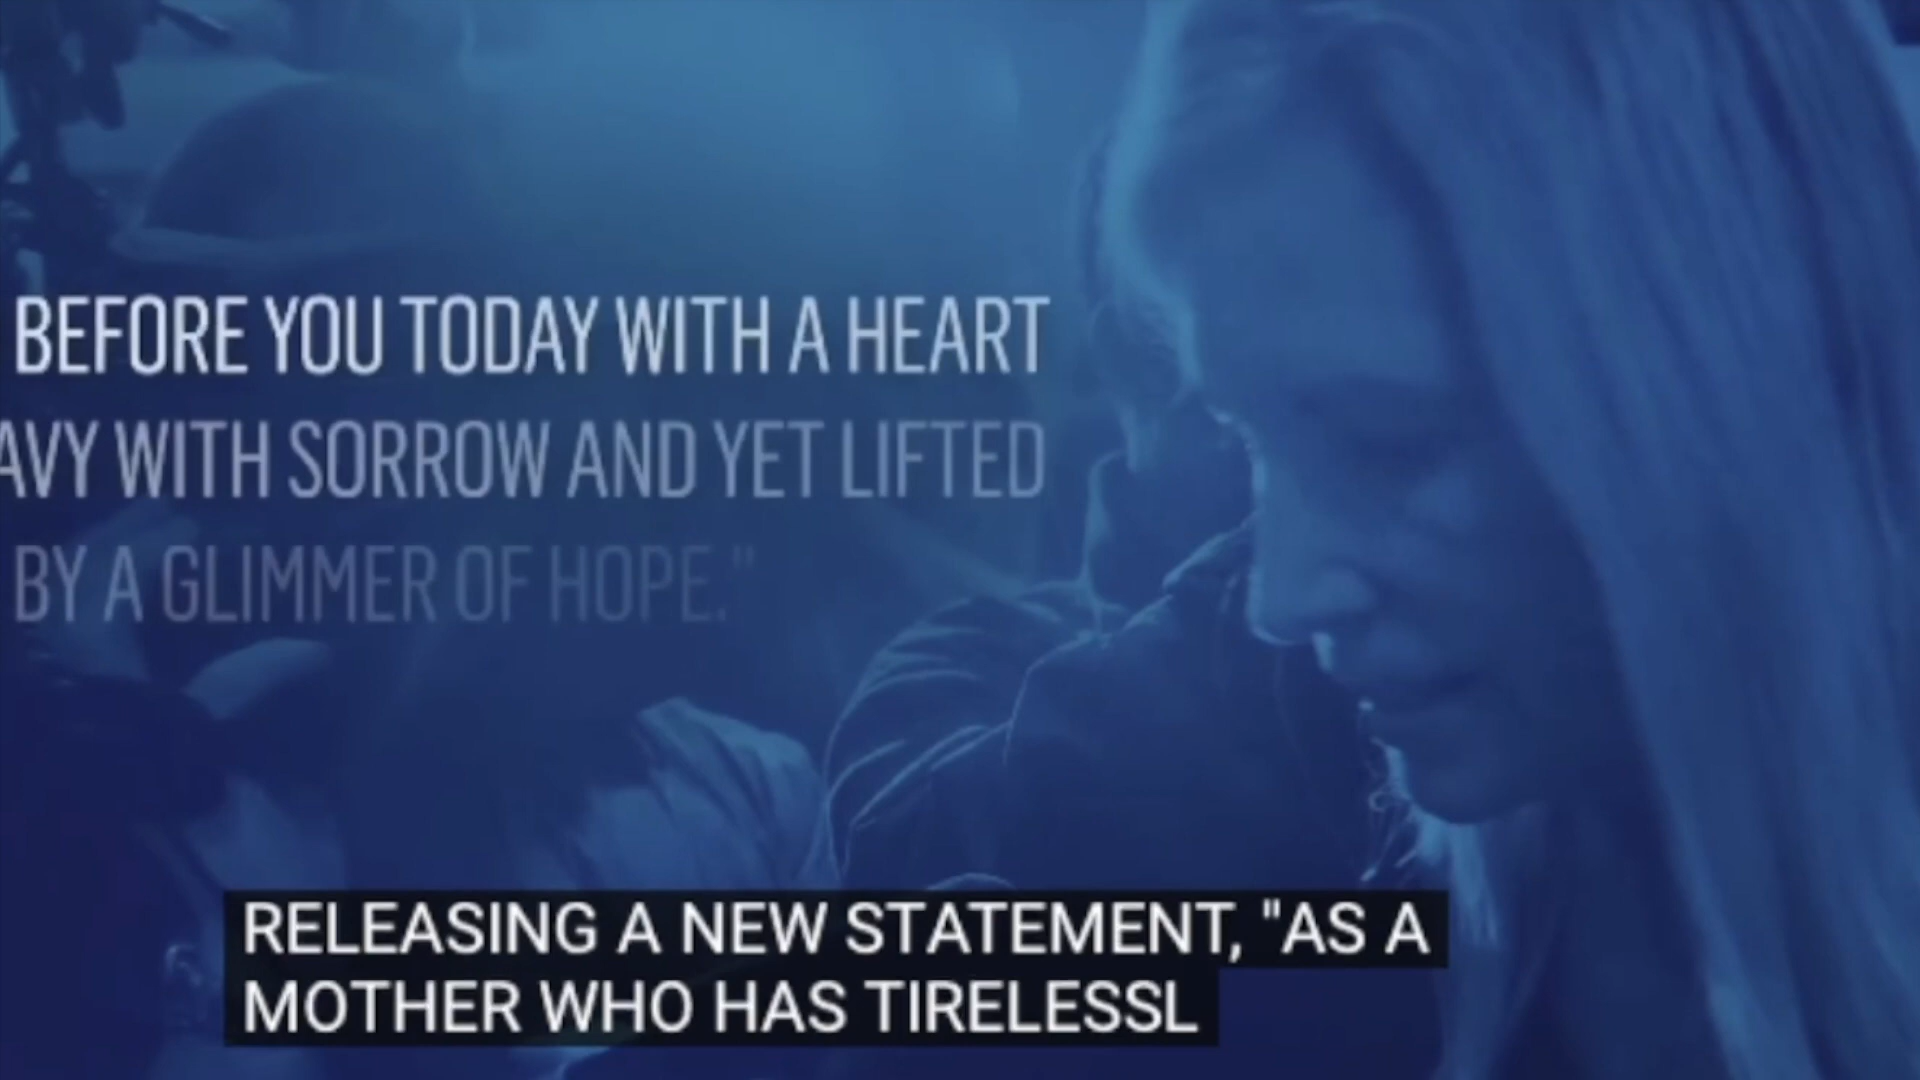 BEFORE YOU TODAY WITH A HEART
AVY WITH SORROW AND YET LIFTED
BY A GLIMMER OF HOPE."
RELEASING A NEW STATEMENT, "AS A
MOTHER WHO HAS TIRELESSL